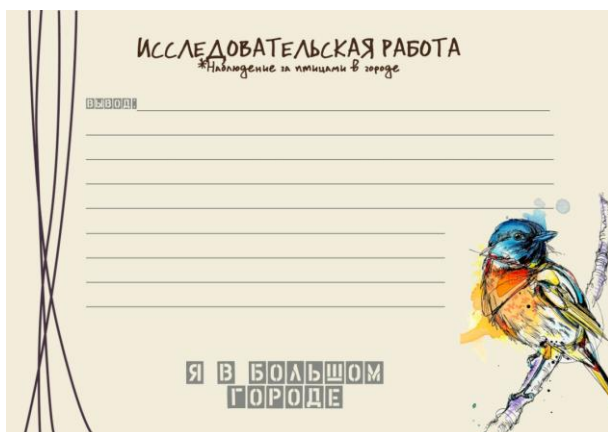 ИССЛЕДОВАТЕЛЬСКАЯ РАБОТА
*Наблюдение за птицами в городе
ВЫВОД:
Я В БОЛЬШОМ
ГОРОДЕ